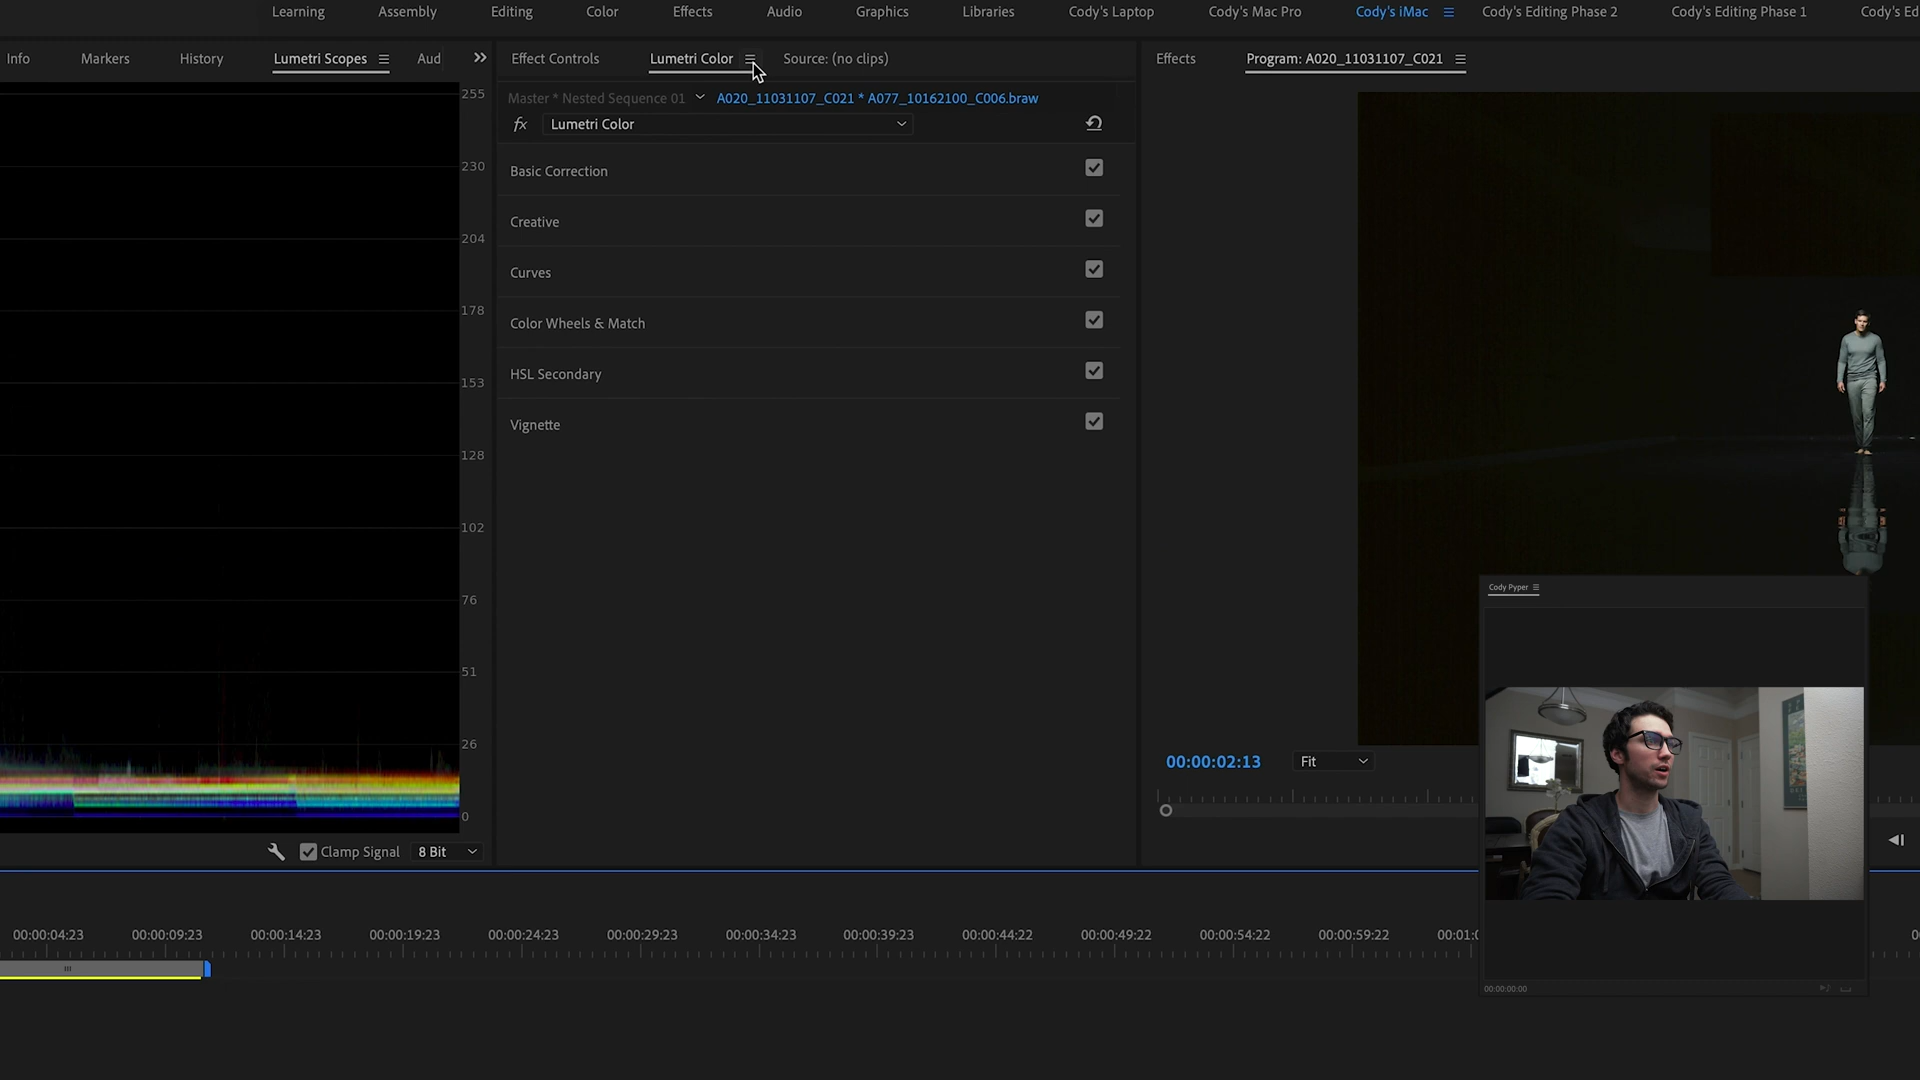 Learning Assembly Editing Color Effects Audio Graphics Libraries Cody's Laptop Cody's Mac Pro Cody's iMac Cody's Editing Phase 2 Cody's Editing Phase 1 Cody's Ed
Info Markers History Lumetri Scopes Aud
Effect Controls Lumetri Color Source: (no clips)
Effects Program: A020_11031107_C021
Master * Nested Sequence 01 A020_11031107_C021 * A077_10162100_C006.braw
fx Lumetri Color
Basic Correction
Creative
Curves
Color Wheels & Match
HSL Secondary
Vignette
255
230
204
178
153
128
102
76
51
26
0
Clamp Signal 8 Bit
00:00:02:13 Fit
Cody Pyper
00:00:00:00
00:00:04:23 00:00:09:23 00:00:14:23 00:00:19:23 00:00:24:23 00:00:29:23 00:00:34:23 00:00:39:23 00:00:44:22 00:00:49:22 00:00:54:22 00:00:59:22 00:01:0